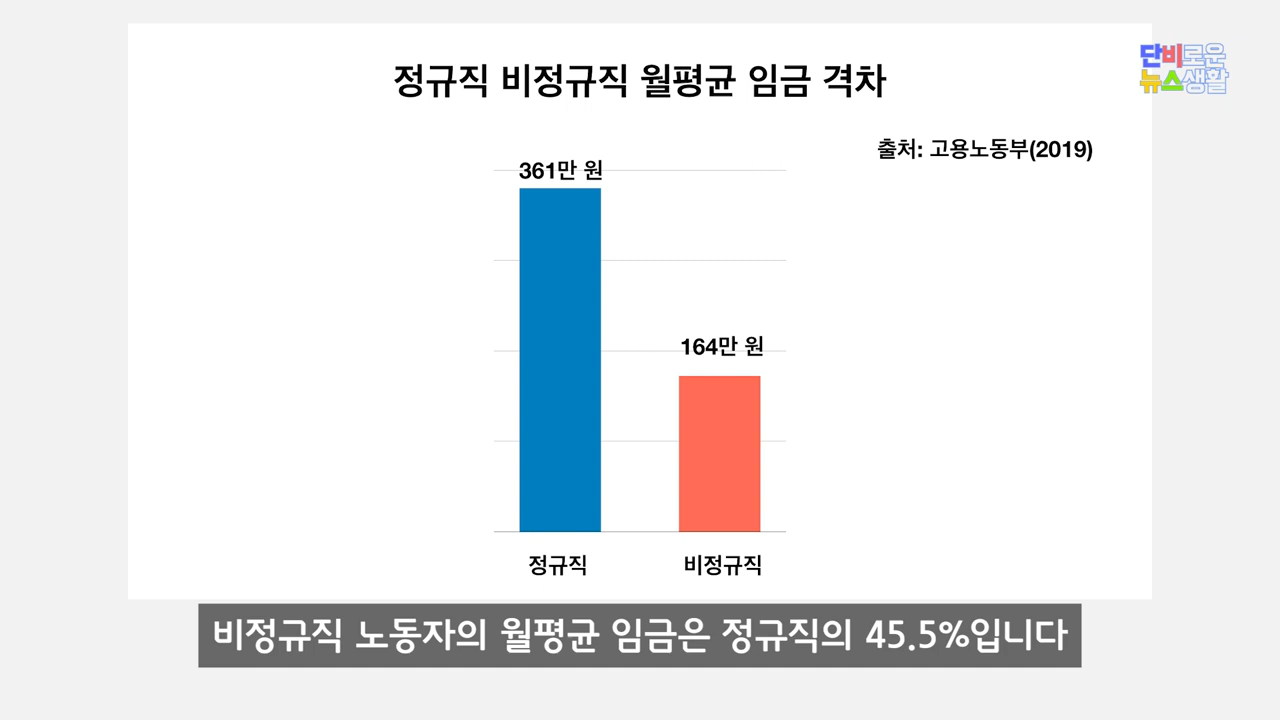 단비로운
뉴스생활
정규직 비정규직 월평균 임금 격차
출처: 고용노동부(2019)
361만 원
164만 원
정규직
비정규직
비정규직 노동자의 월평균 임금은 정규직의 45.5%입니다